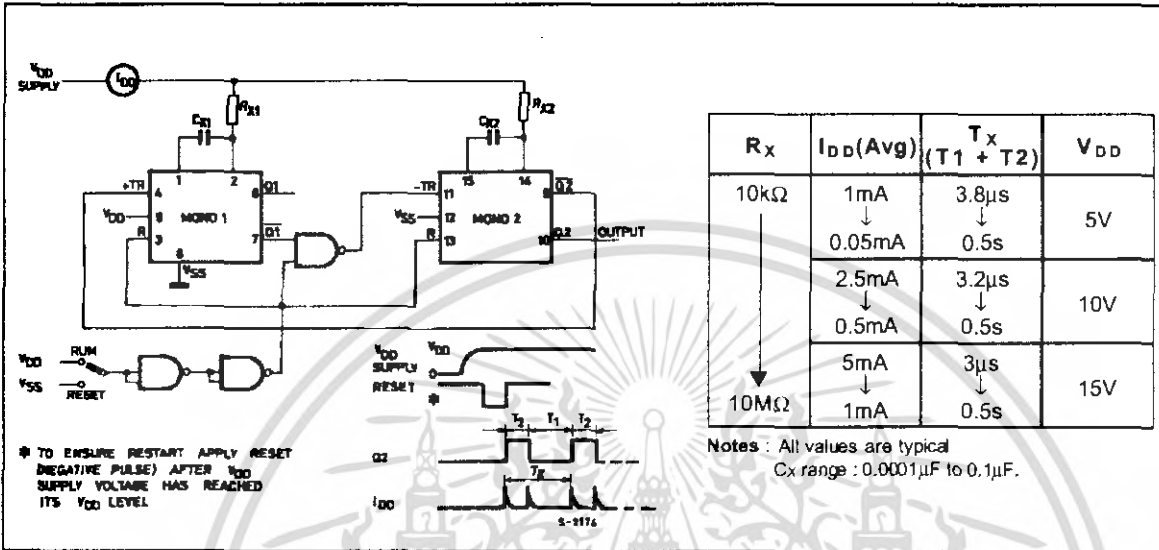 VDD
SUPPLY
IDD
RX1
RX2
CX1
CX2
1
2
15
14
+TR
4
6
Q1
-TR
11
9
Q2
VDD
MONO 1
VSS
12
MONO 2
R
3
7
Q1
R
13
10
Q2
OUTPUT
8
VSS
VDD
RUM
VSS
RESET
VDD
SUPPLY
VDD
RESET
*
T2
T1
T2
Q2
TX
IDD
S-2176
* TO ENSURE RESTART APPLY RESET
(NEGATIVE PULSE) AFTER VDD
SUPPLY VOLTAGE HAS REACHED
ITS VDD LEVEL
RX IDD(Avg) TX (T1 + T2) VDD
10kΩ 1mA 3.8µs
↓ ↓ 5V
0.05mA 0.5s
2.5mA 3.2µs
↓ ↓ 10V
0.5mA 0.5s
5mA 3µs
↓ ↓ 15V
10MΩ 1mA 0.5s
Notes : All values are typical
Cx range : 0.0001µF to 0.1µF.